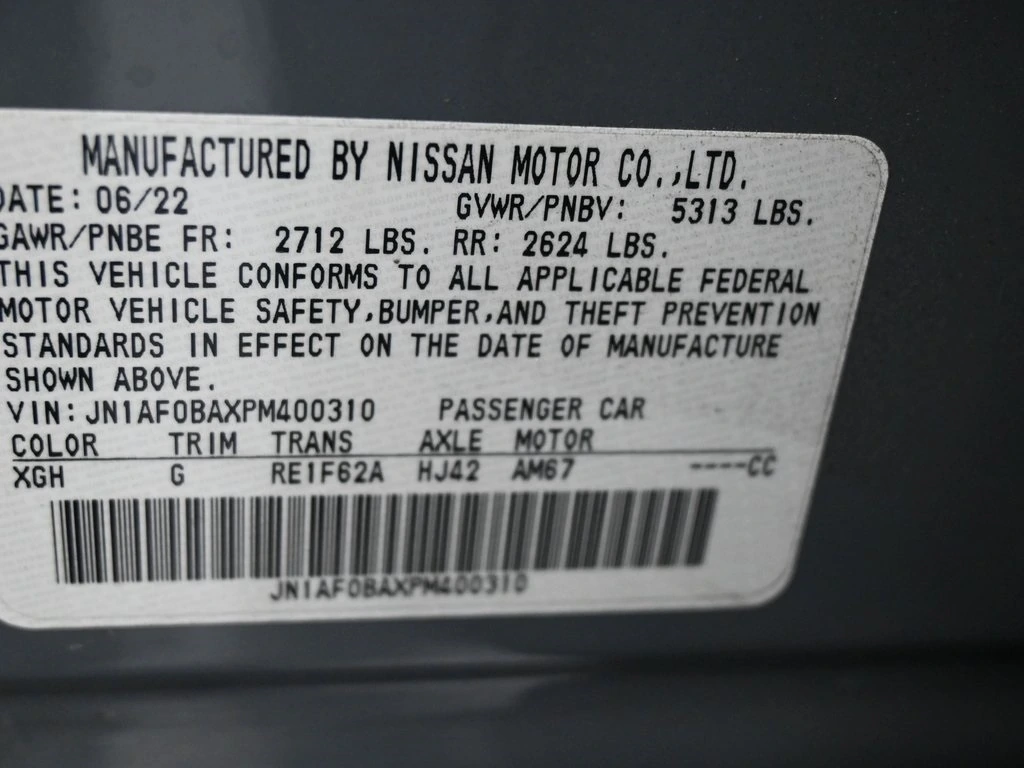 MANUFACTURED BY NISSAN MOTOR CO.,LTD.
DATE: 06/22 GVWR/PNBV: 5313 LBS.
GAWR/PNBE FR: 2712 LBS. RR: 2624 LBS.
THIS VEHICLE CONFORMS TO ALL APPLICABLE FEDERAL
MOTOR VEHICLE SAFETY,BUMPER,AND THEFT PREVENTION
STANDARDS IN EFFECT ON THE DATE OF MANUFACTURE
SHOWN ABOVE.
VIN: JN1AF0BAXPM400310 PASSENGER CAR
COLOR TRIM TRANS AXLE MOTOR
XGH G RE1F62A HJ42 AM67 ----CC
JN1AF0BAXPM400310